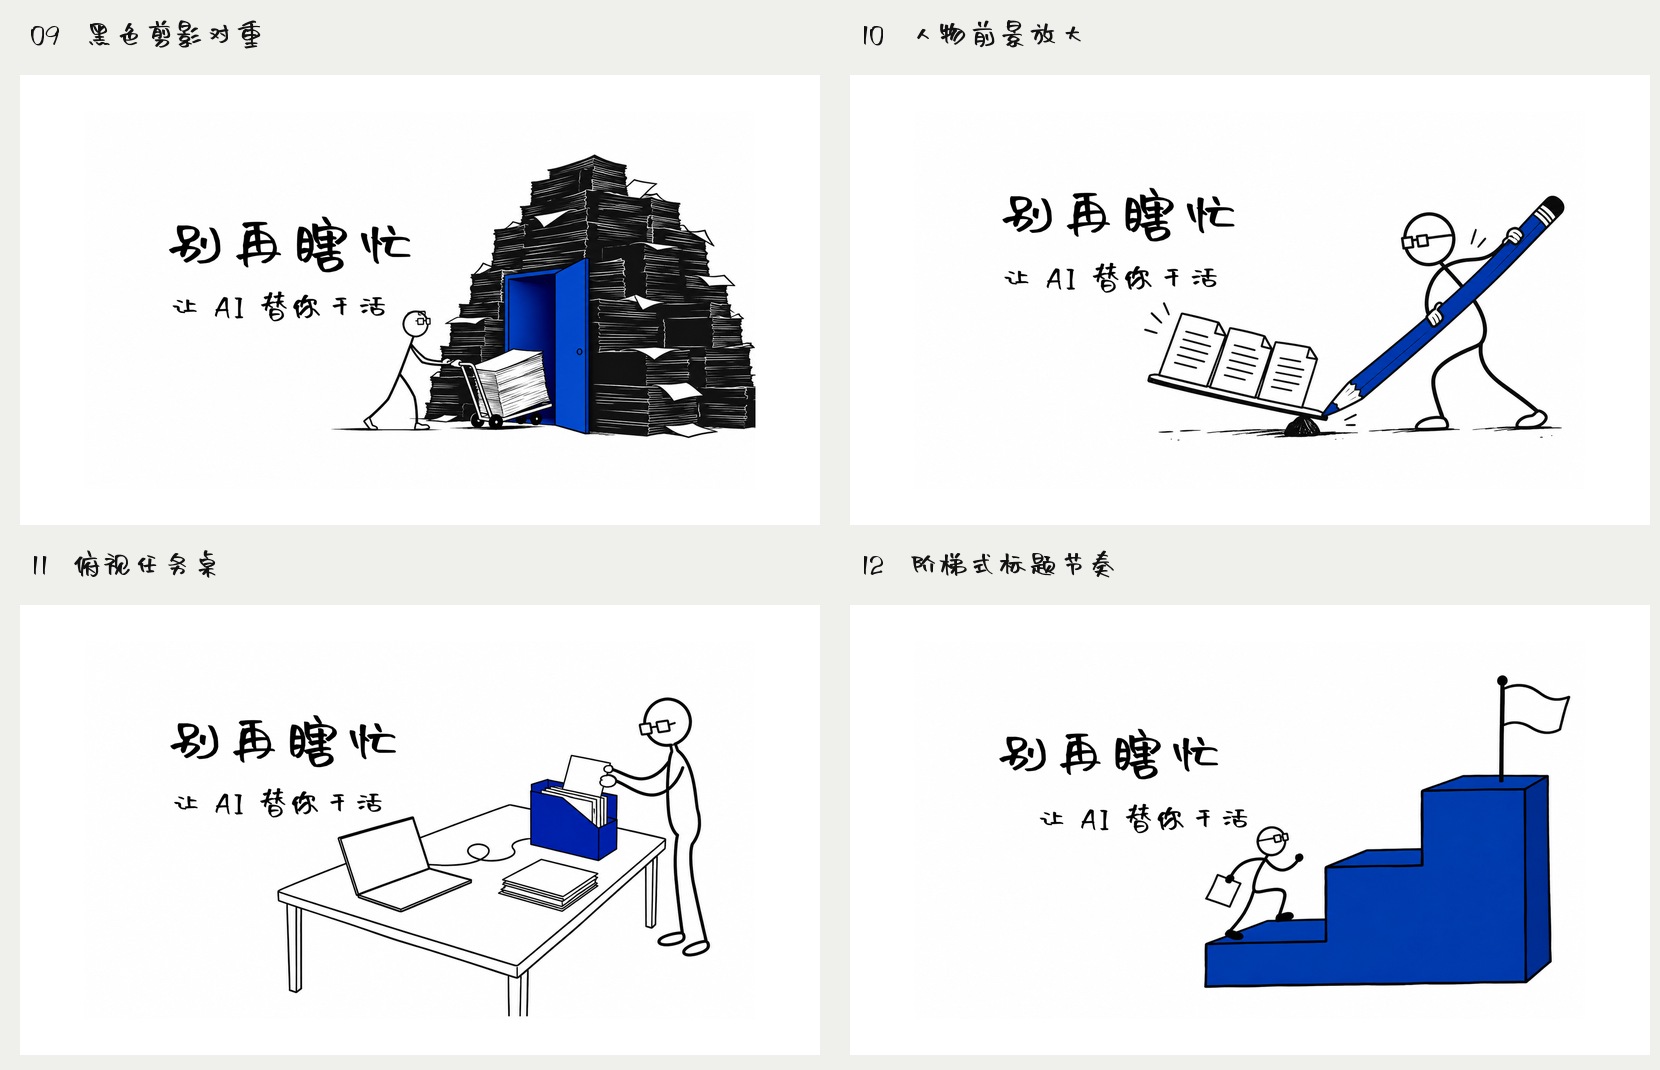 09 黑色剪影对重
别再瞎忙
让 AI 替你干活
10 人物前景放大
别再瞎忙
让 AI 替你干活
11 俯视任务桌
别再瞎忙
让 AI 替你干活
12 阶梯式标题节奏
别再瞎忙
让 AI 替你干活